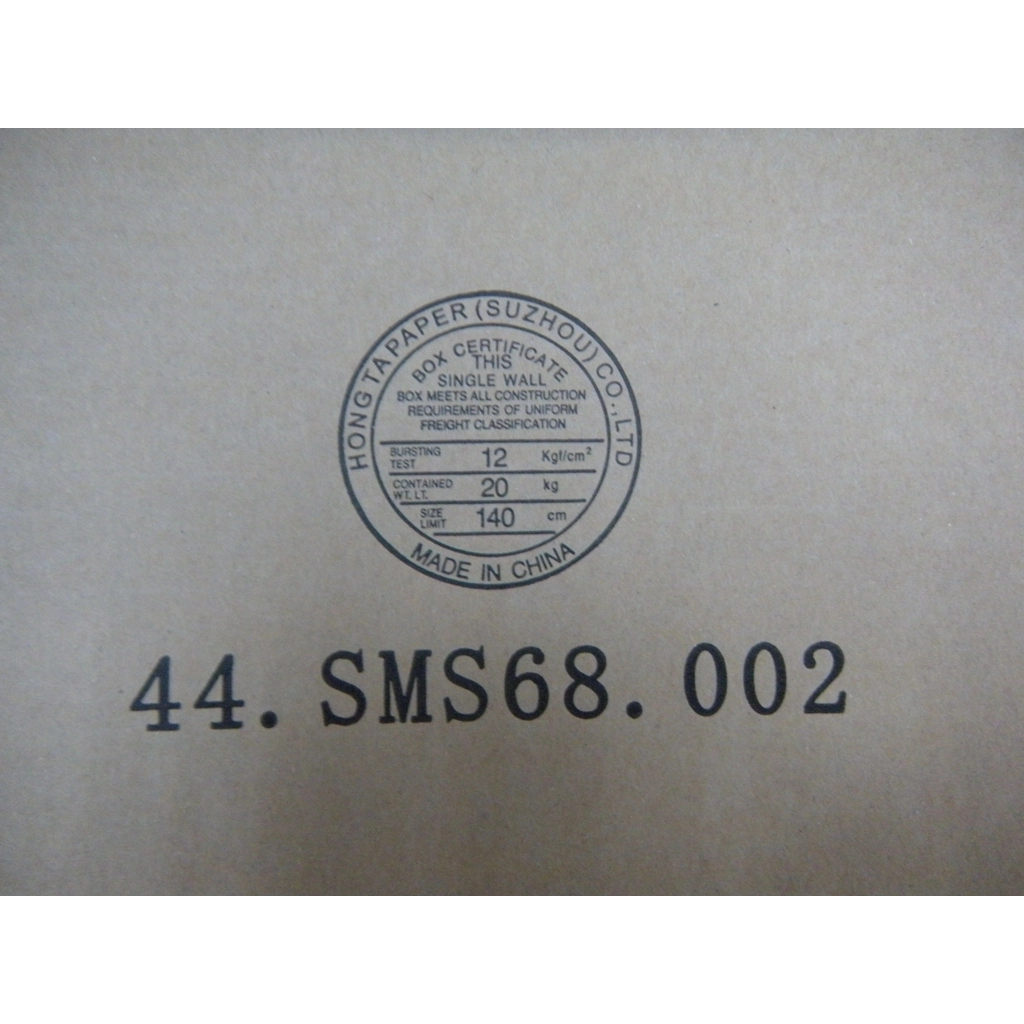 HONG TA PAPER (SUZHOU) CO.,LTD
BOX CERTIFICATE
THIS
SINGLE WALL
BOX MEETS ALL CONSTRUCTION
REQUIREMENTS OF UNIFORM
FREIGHT CLASSIFICATION
BURSTING TEST 12 Kgf/cm²
CONTAINED WT. LT. 20 kg
SIZE LIMIT 140 cm
MADE IN CHINA
44.SMS68.002